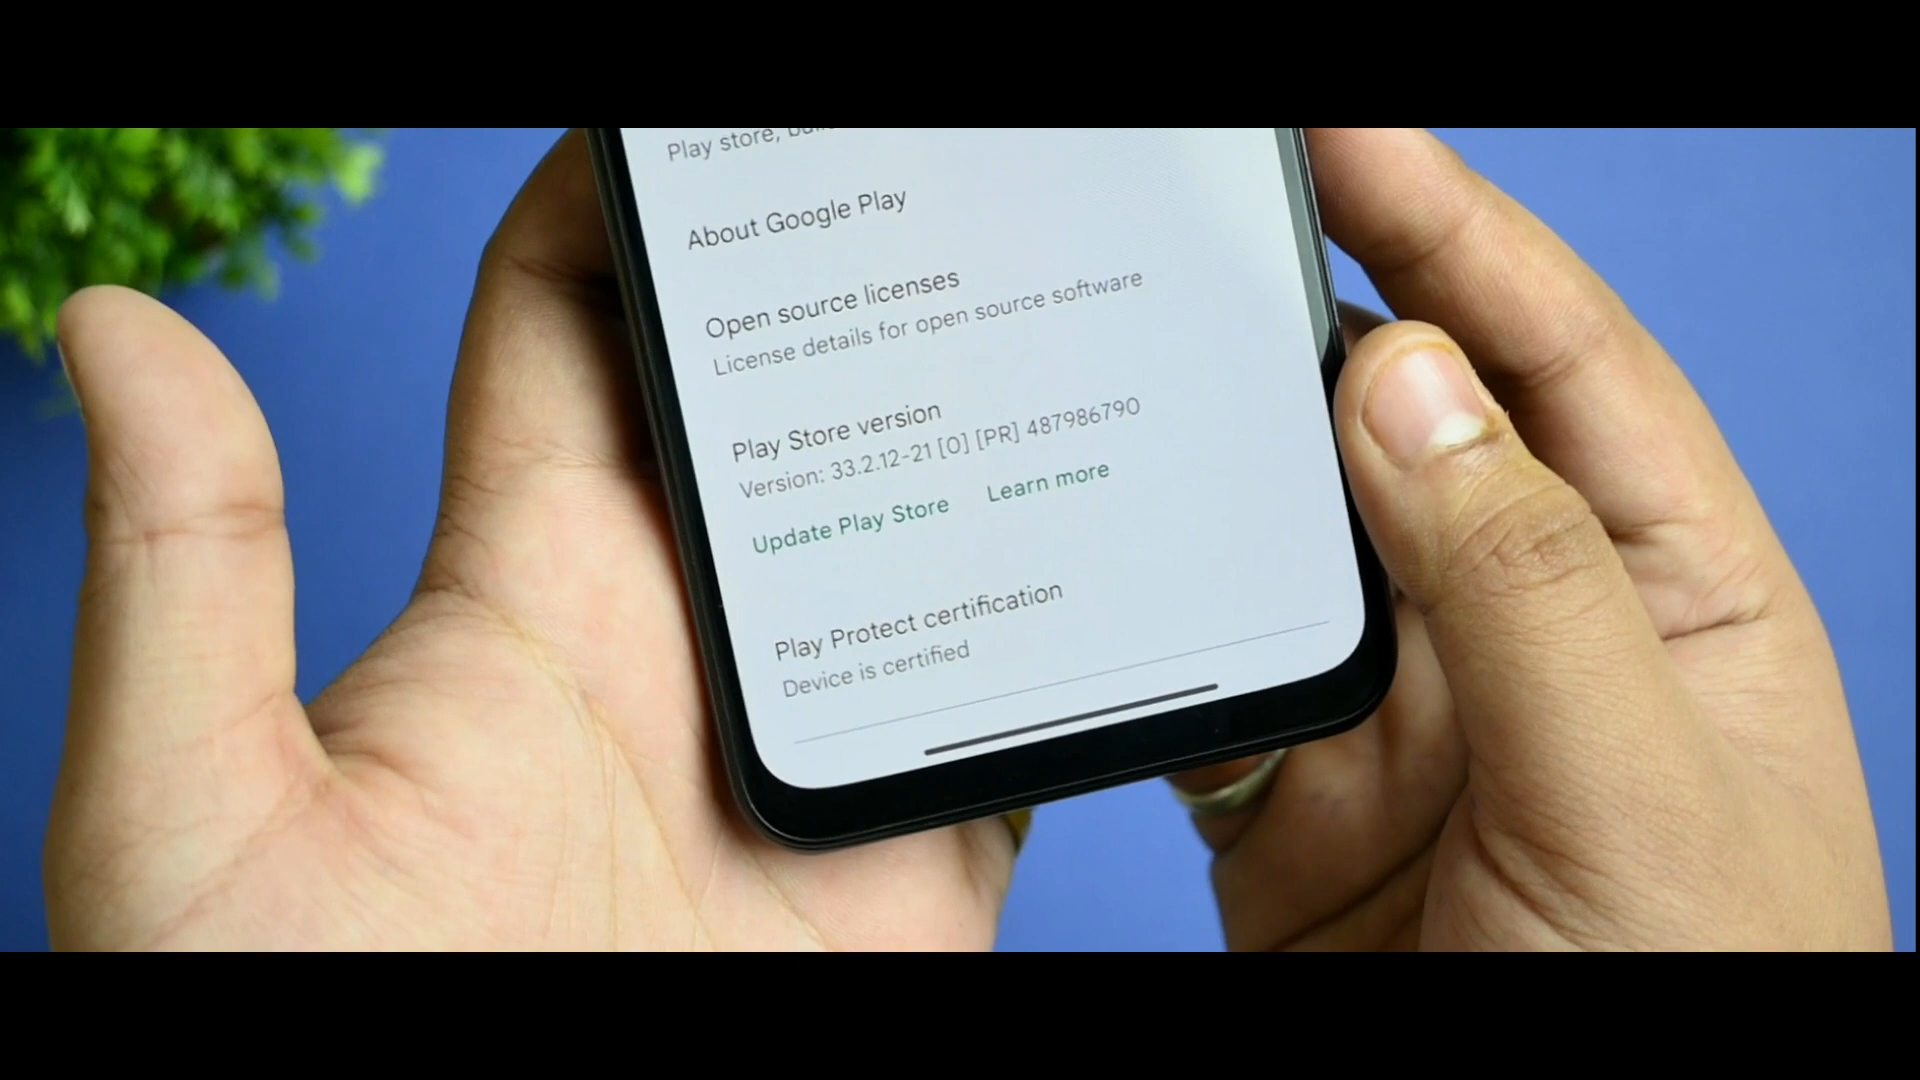 Play store,
About Google Play
Open source licenses
License details for open source software
Play Store version
Version: 33.2.12-21 [0] [PR] 487986790
Update Play Store Learn more
Play Protect certification
Device is certified